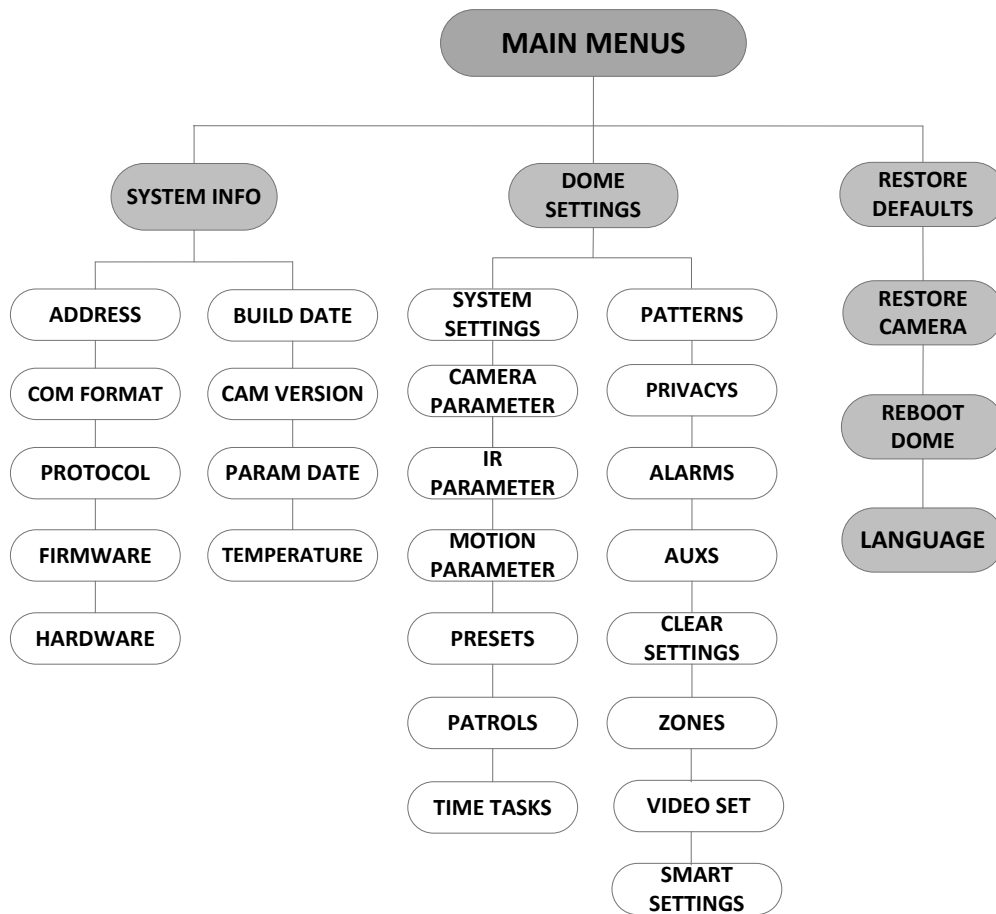 MAIN MENUS
SYSTEM INFO
DOME
SETTINGS
RESTORE
DEFAULTS
ADDRESS
COM FORMAT
PROTOCOL
FIRMWARE
HARDWARE
BUILD DATE
CAM VERSION
PARAM DATE
TEMPERATURE
SYSTEM
SETTINGS
CAMERA
PARAMETER
IR
PARAMETER
MOTION
PARAMETER
PRESETS
PATROLS
TIME TASKS
PATTERNS
PRIVACYS
ALARMS
AUXS
CLEAR
SETTINGS
ZONES
VIDEO SET
SMART
SETTINGS
RESTORE
CAMERA
REBOOT
DOME
LANGUAGE